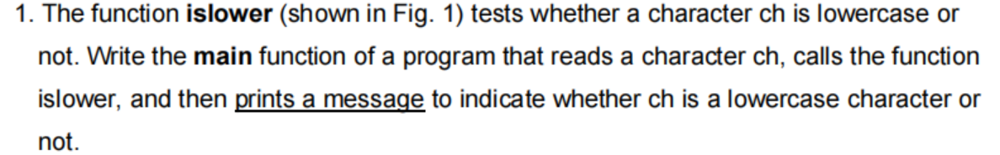 1. The function islower (shown in Fig. 1) tests whether a character ch is lowercase or
not. Write the main function of a program that reads a character ch, calls the function
islower, and then prints a message to indicate whether ch is a lowercase character or
not.